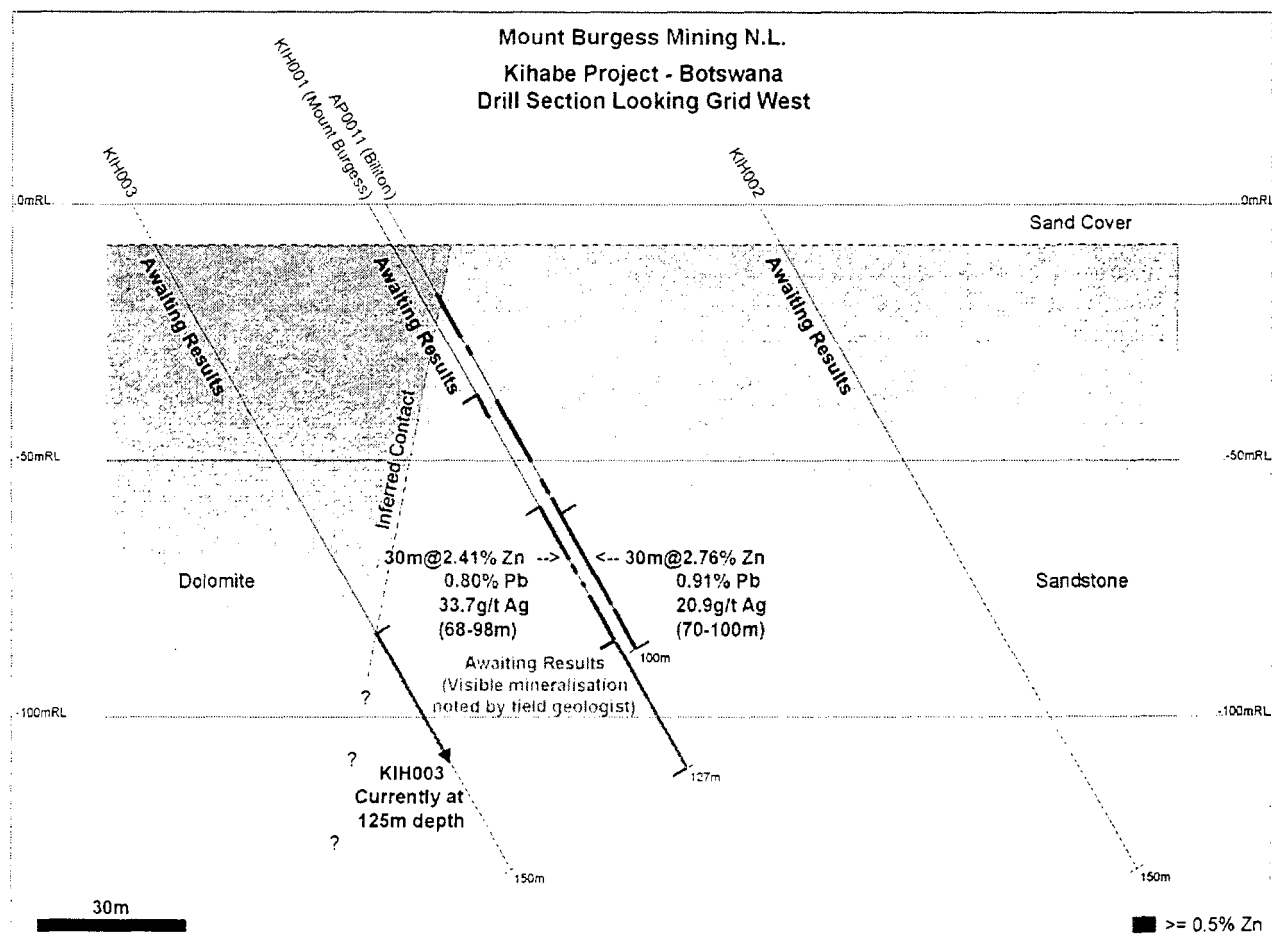 Mount Burgess Mining N.L.
Kihabe Project - Botswana
Drill Section Looking Grid West
KIH003
KIH001 (Mount Burgess)
AP0011 (Biliton)
KIH002
0mRL
0mRL
Sand Cover
Awaiting Results
Awaiting Results
Awaiting Results
Inferred Contact
-50mRL
-50mRL
Dolomite
Sandstone
30m@2.41% Zn -->
0.80% Pb
33.7g/t Ag
(68-98m)
<-- 30m@2.76% Zn
0.91% Pb
20.9g/t Ag
(70-100m)
100m
Awaiting Results
(Visible mineralisation
noted by field geologist)
?
-100mRL
-100mRL
?
KIH003
Currently at
125m depth
127m
?
150m
150m
30m
>= 0.5% Zn